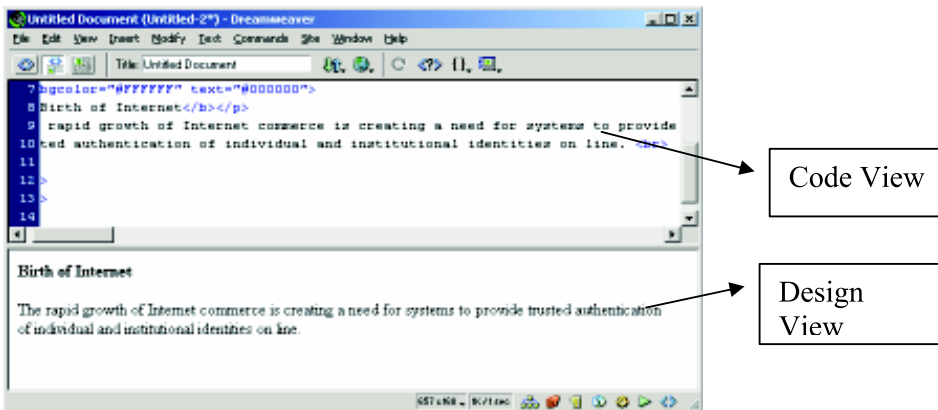 Untitled Document (Untitled-2*) - Dreamweaver
File Edit View Insert Modify Text Commands Site Window Help
Title: Untitled Document
7 bgcolor="#FFFFFF" text="#000000">
8 Birth of Internet</b></p>
9 rapid growth of Internet commerce is creating a need for systems to provide
10 ted authentication of individual and institutional identities on line. <br>
11
12 >
13 >
14
Code View
Birth of Internet
The rapid growth of Internet commerce is creating a need for systems to provide trusted authentication
of individual and institutional identities on line.
Design
View
1K/1 sec